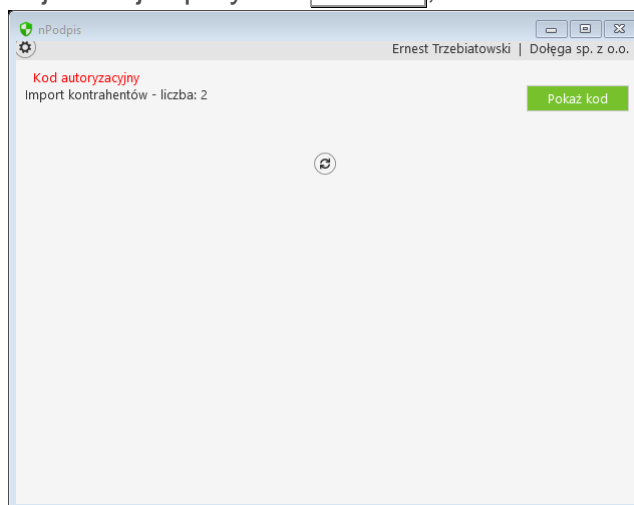 nPodpis
Ernest Trzebiatowski | Dołęga sp. z o.o.
Kod autoryzacyjny
Import kontrahentów - liczba: 2
Pokaż kod